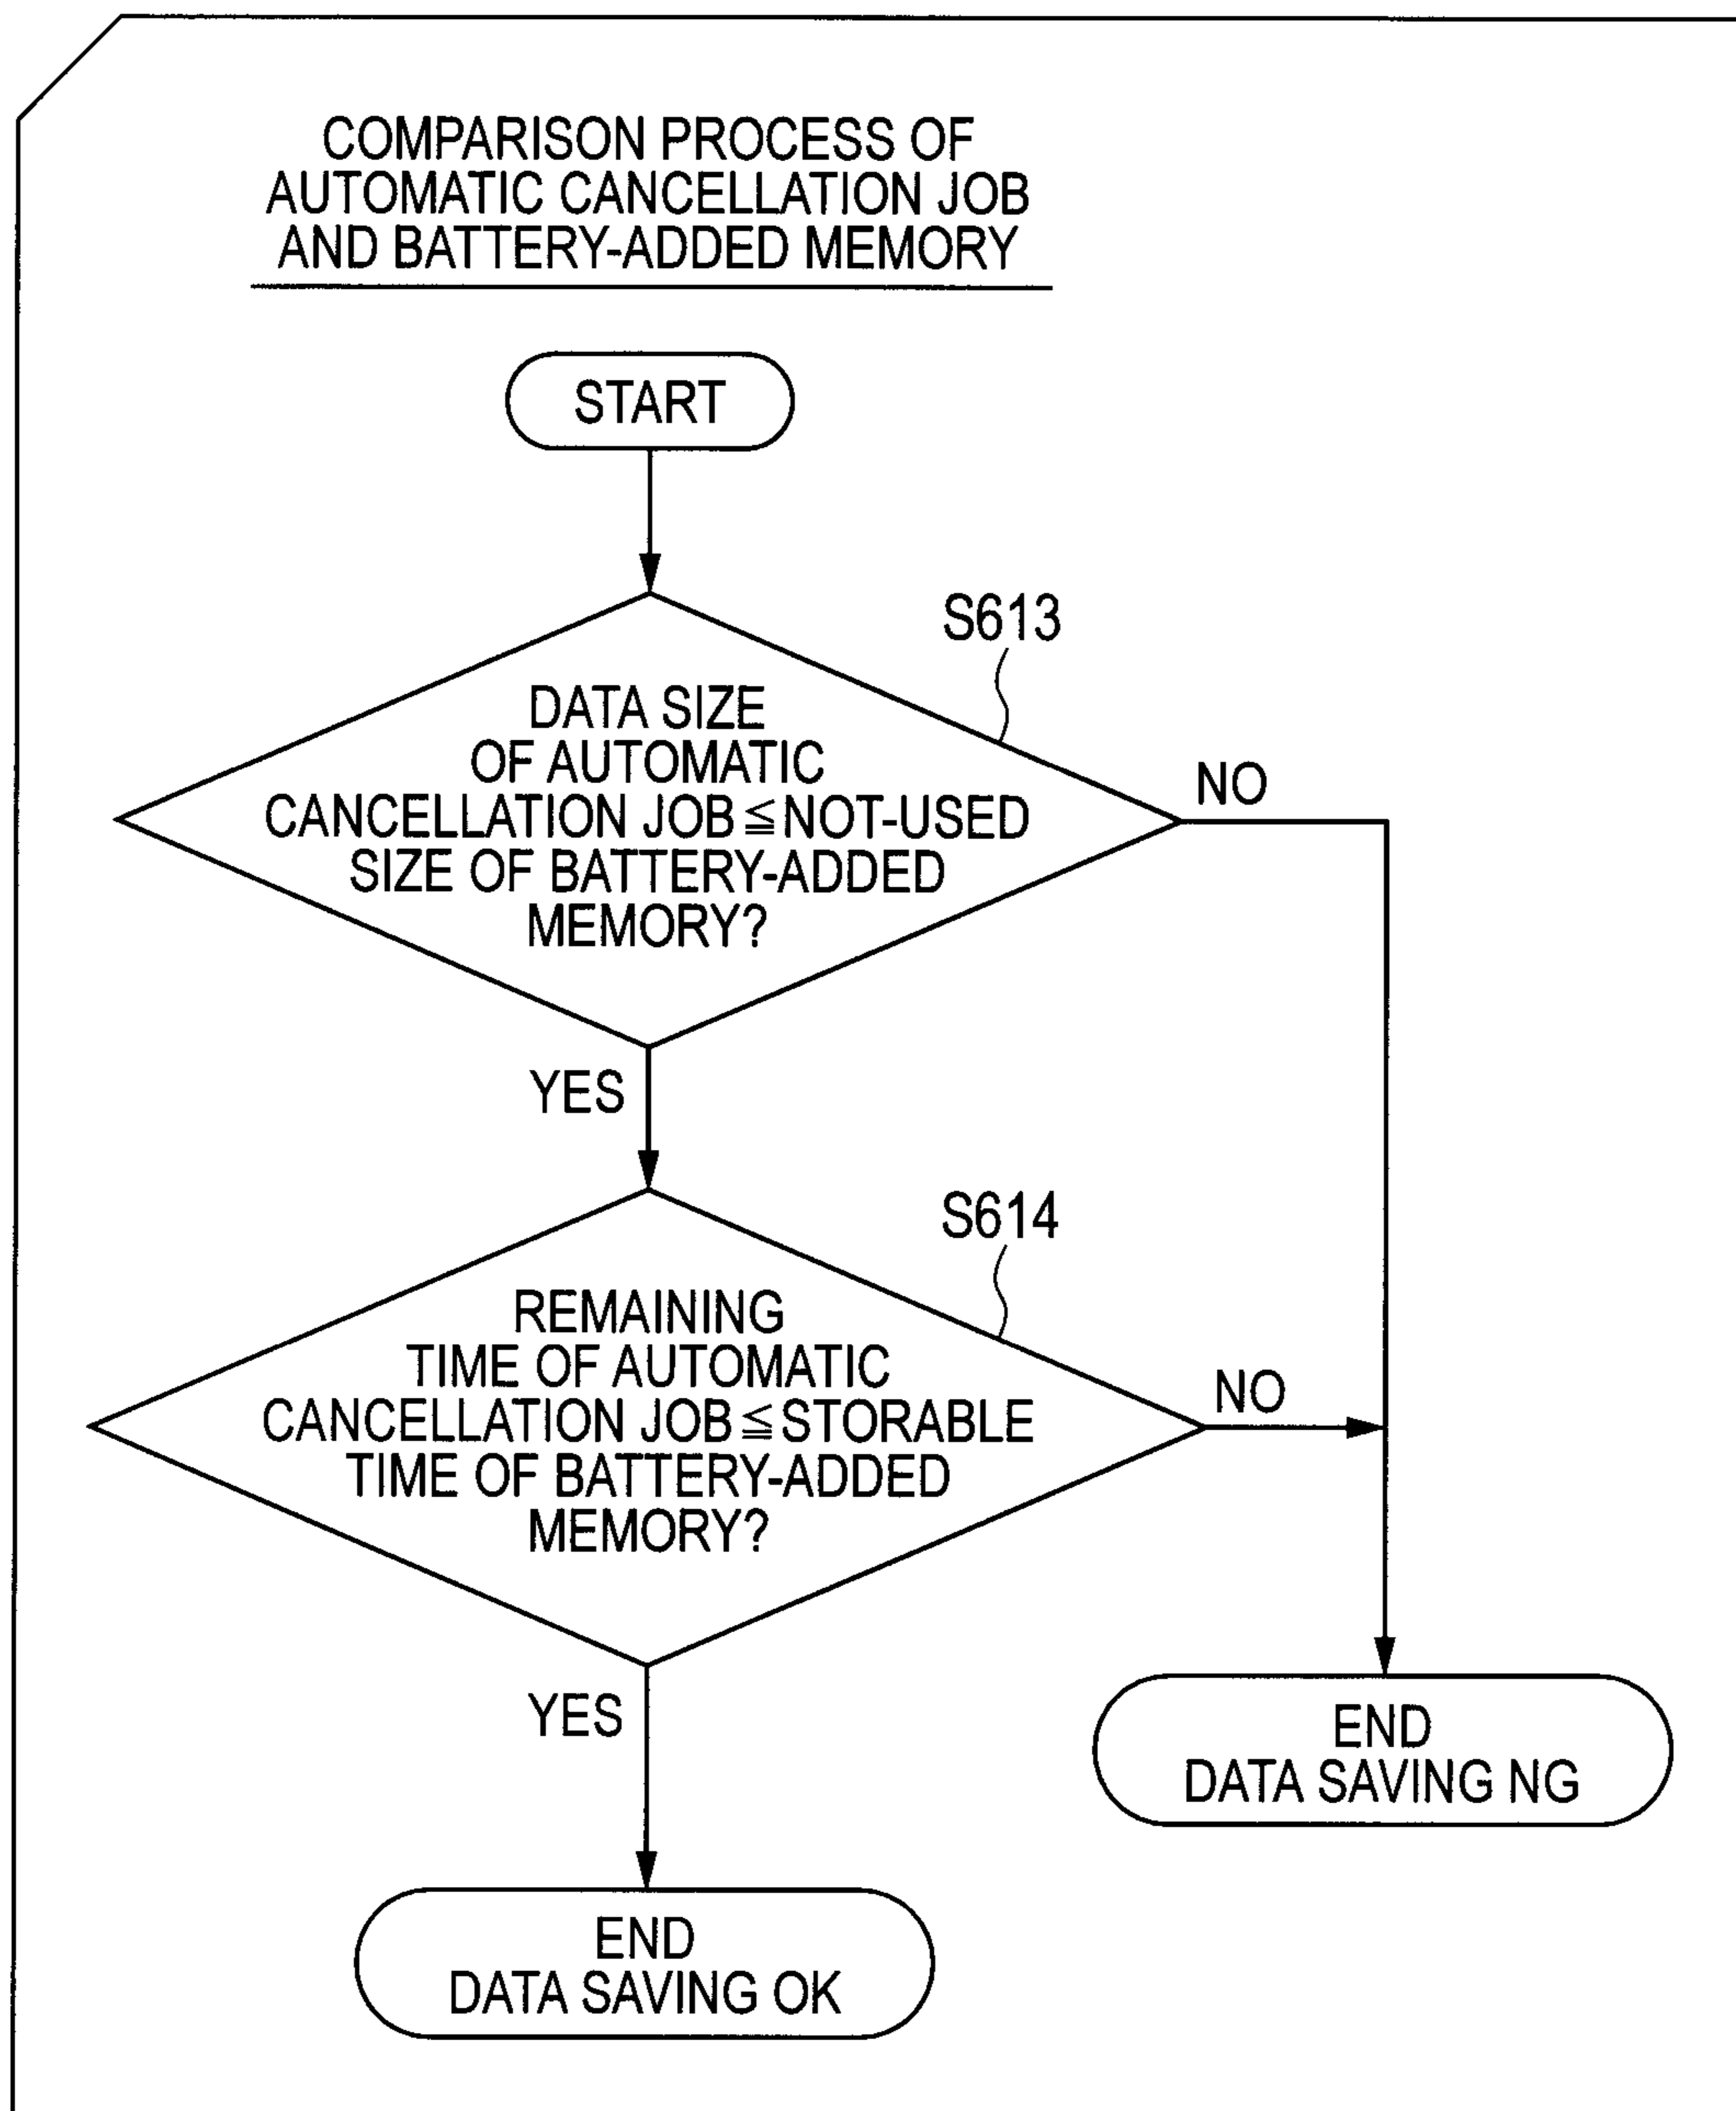 COMPARISON PROCESS OF
AUTOMATIC CANCELLATION JOB
AND BATTERY-ADDED MEMORY
START
S613
DATA SIZE
OF AUTOMATIC
CANCELLATION JOB≦NOT-USED
SIZE OF BATTERY-ADDED
MEMORY?
NO
YES
S614
REMAINING
TIME OF AUTOMATIC
CANCELLATION JOB≦STORABLE
TIME OF BATTERY-ADDED
MEMORY?
NO
YES
END
DATA SAVING NG
END
DATA SAVING OK